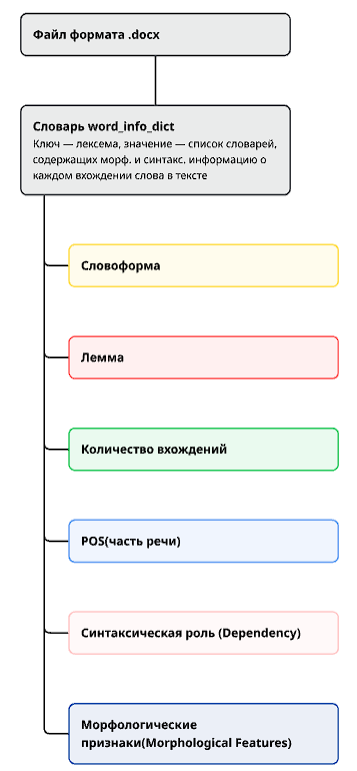 Файл формата .docx
Словарь word_info_dict
Ключ — лексема, значение — список словарей,
содержащих морф. и синтакс. информацию о
каждом вхождении слова в тексте
Словоформа
Лемма
Количество вхождений
POS(часть речи)
Синтаксическая роль (Dependency)
Морфологические
признаки(Morphological Features)